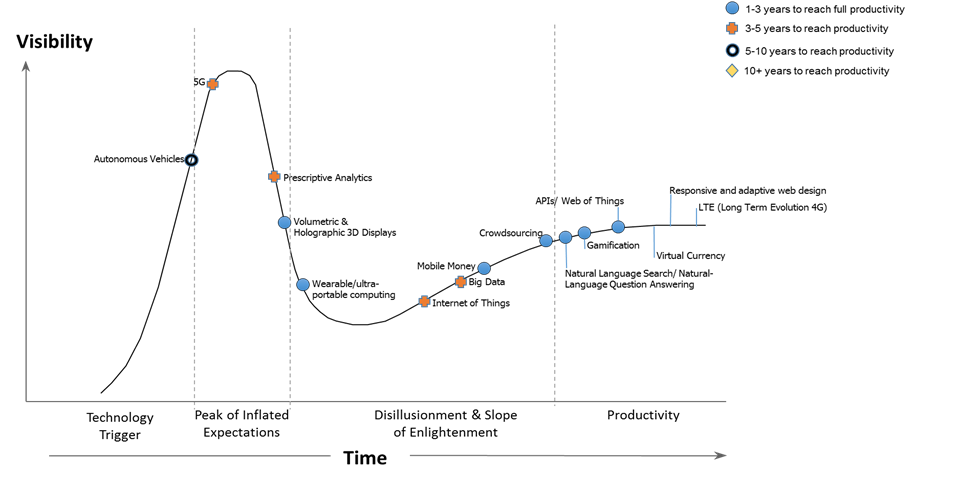 1-3 years to reach full productivity
3-5 years to reach productivity
5-10 years to reach productivity
10+ years to reach productivity
Visibility
5G
Autonomous Vehicles
Prescriptive Analytics
Volumetric &
Holographic 3D Displays
Wearable/ultra-
portable computing
Internet of Things
Big Data
Mobile Money
Crowdsourcing
Natural Language Search/ Natural-
Language Question Answering
Gamification
APIs/ Web of Things
Virtual Currency
Responsive and adaptive web design
LTE (Long Term Evolution 4G)
Technology
Trigger
Peak of Inflated
Expectations
Disillusionment & Slope
of Enlightenment
Productivity
Time